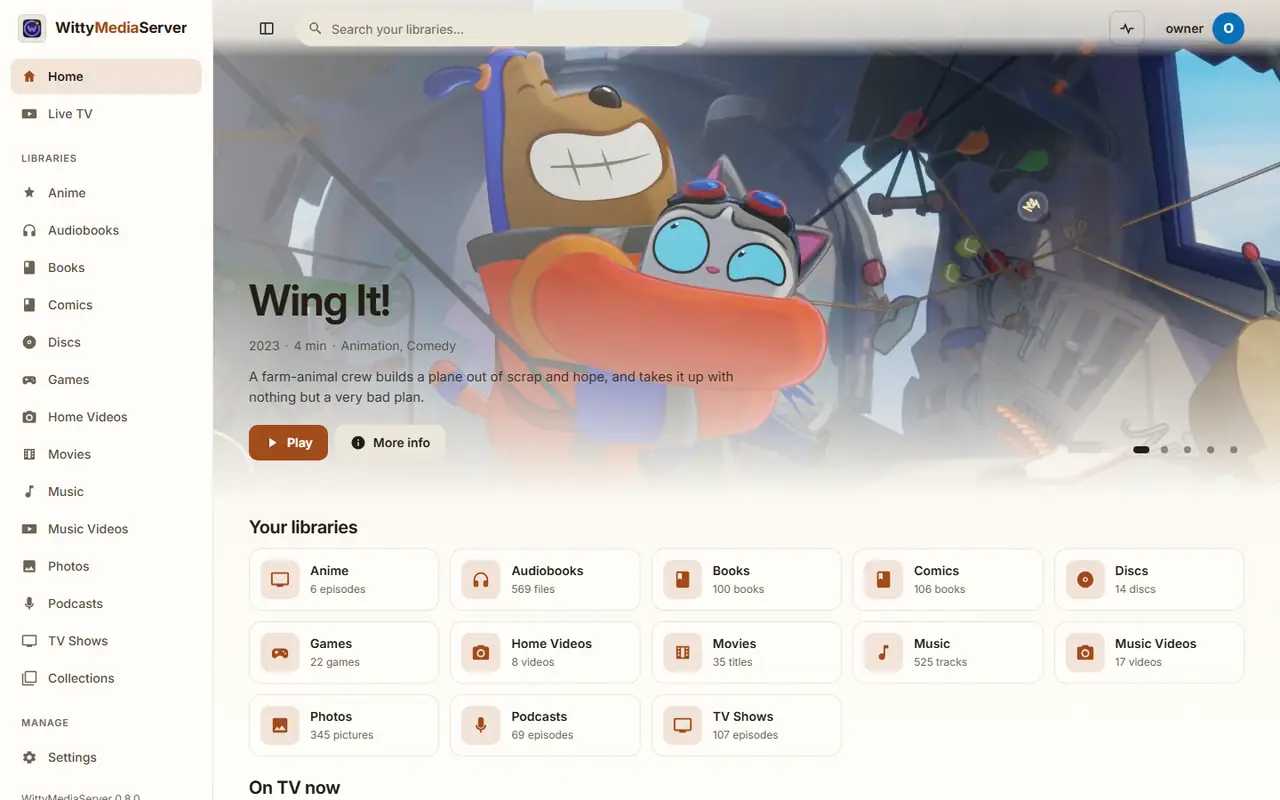 WittyMediaServer
Search your libraries...
owner
O
Home
Live TV
LIBRARIES
Anime
Audiobooks
Books
Comics
Discs
Games
Home Videos
Movies
Music
Music Videos
Photos
Podcasts
TV Shows
Collections
MANAGE
Settings
WittyMediaServer 0.8.0
Wing It!
2023 · 4 min · Animation, Comedy
A farm-animal crew builds a plane out of scrap and hope, and takes it up with
nothing but a very bad plan.
Play
More info
Your libraries
Anime
6 episodes
Audiobooks
569 files
Books
100 books
Comics
106 books
Discs
14 discs
Games
22 games
Home Videos
8 videos
Movies
35 titles
Music
525 tracks
Music Videos
17 videos
Photos
345 pictures
Podcasts
69 episodes
TV Shows
107 episodes
On TV now